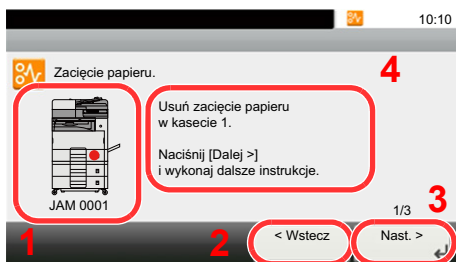 10:10
Zacięcie papieru.
4
Usuń zacięcie papieru
w kasecie 1.
Naciśnij [Dalej >]
i wykonaj dalsze instrukcje.
JAM 0001
1/3
3
1
2
< Wstecz
Nast. >